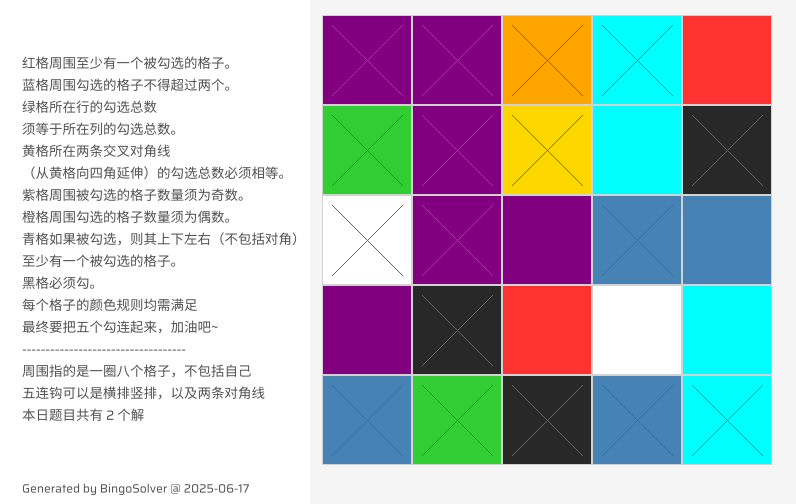 红格周围至少有一个被勾选的格子。
蓝格周围勾选的格子不得超过两个。
绿格所在行的勾选总数
须等于所在列的勾选总数。
黄格所在两条交叉对角线
（从黄格向四角延伸）的勾选总数必须相等。
紫格周围被勾选的格子数量须为奇数。
橙格周围勾选的格子数量须为偶数。
青格如果被勾选，则其上下左右（不包括对角）
至少有一个被勾选的格子。
黑格必须勾。
每个格子的颜色规则均需满足
最终要把五个勾连起来，加油吧~
-----------------------------------
周围指的是一圈八个格子，不包括自己
五连钩可以是横排竖排，以及两条对角线
本日题目共有 2 个解
Generated by BingoSolver @ 2025-06-17